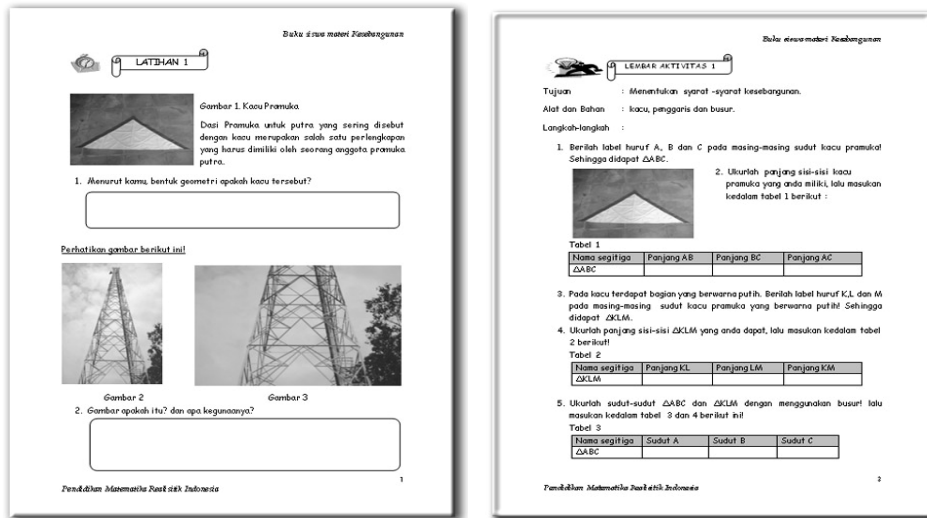 Buku siswa materi Kesebangunan
LATIHAN 1
Gambar 1. Kacu Pramuka
Dasi Pramuka untuk putra yang sering disebut
dengan kacu merupakan salah satu perlengkapan
yang harus dimiliki oleh seorang anggota pramuka
putra.
1. Menurut kamu, bentuk geometri apakah kacu tersebut?
Perhatikan gambar berikut ini!
Gambar 2
Gambar 3
2. Gambar apakah itu? dan apa kegunaanya?
1
Pendidikan Matematika Realisitik Indonesia
Buku siswa materi Kesebangunan
LEMBAR AKTIVITAS 1
Tujuan : Menentukan syarat -syarat kesebangunan.
Alat dan Bahan : kacu, penggaris dan busur.
Langkah-langkah :
1. Berilah label huruf A, B dan C pada masing-masing sudut kacu pramuka!
Sehingga didapat △ABC.
2. Ukurlah panjang sisi-sisi kacu
pramuka yang anda miliki, lalu masukan
kedalam tabel 1 berikut :
Tabel 1
Nama segitiga Panjang AB Panjang BC Panjang AC
△ABC
3. Pada kacu terdapat bagian yang berwarna putih. Berilah label huruf K,L dan M
pada masing-masing sudut kacu pramuka yang berwarna putih! Sehingga
didapat △KLM.
4. Ukurlah panjang sisi-sisi △KLM yang anda dapat, lalu masukan kedalam tabel
2 berikut!
Tabel 2
Nama segitiga Panjang KL Panjang LM Panjang KM
△KLM
5. Ukurlah sudut-sudut △ABC dan △KLM dengan menggunakan busur! lalu
masukan kedalam tabel 3 dan 4 berikut ini!
Tabel 3
Nama segitiga Sudut A Sudut B Sudut C
△ABC
2
Pendidikan Matematika Realisitik Indonesia